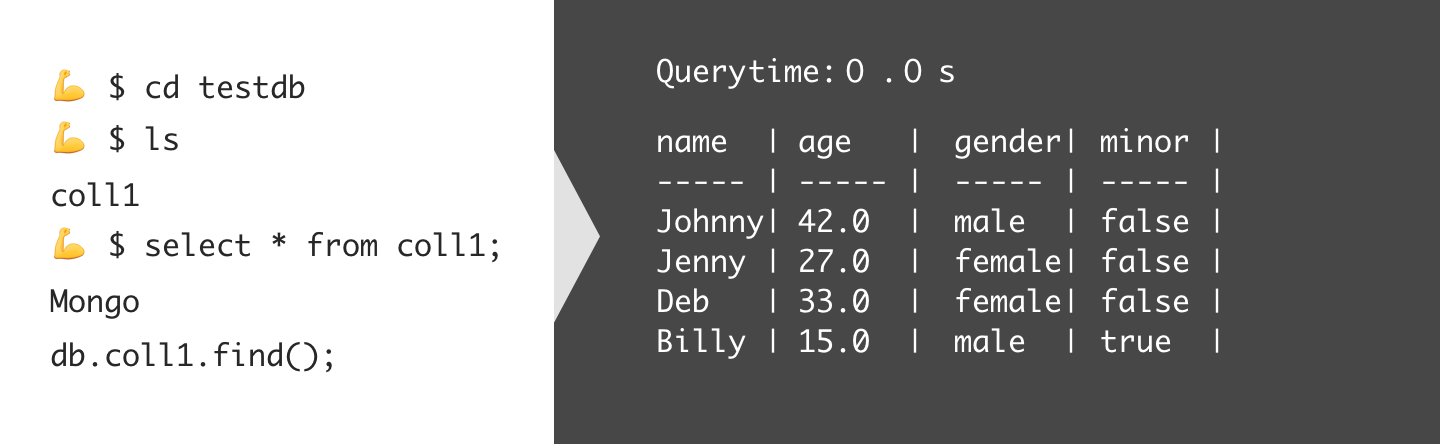 💪 $ cd testdb
💪 $ ls
coll1
💪 $ select * from coll1;
Mongo
db.coll1.find();
Querytime: 0 .0 s
name | age | gender| minor |
----- | ----- | ----- | ----- |
Johnny| 42.0 | male | false |
Jenny | 27.0 | female| false |
Deb | 33.0 | female| false |
Billy | 15.0 | male | true |